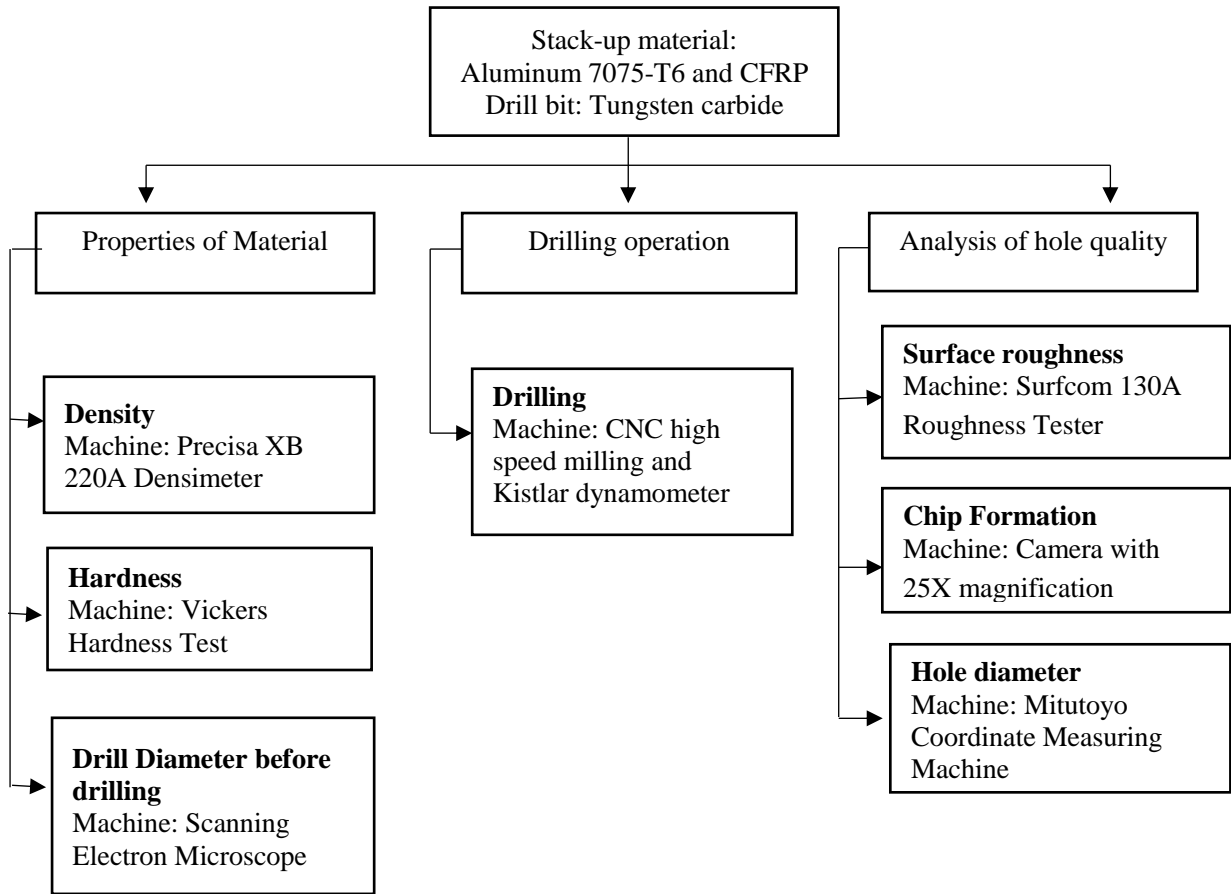 Stack-up material:
Aluminum 7075-T6 and CFRP
Drill bit: Tungsten carbide
Properties of Material
Drilling operation
Analysis of hole quality
Density
Machine: Precisa XB
220A Densimeter
Hardness
Machine: Vickers
Hardness Test
Drill Diameter before
drilling
Machine: Scanning
Electron Microscope
Drilling
Machine: CNC high
speed milling and
Kistlar dynamometer
Surface roughness
Machine: Surfcom 130A
Roughness Tester
Chip Formation
Machine: Camera with
25X magnification
Hole diameter
Machine: Mitutoyo
Coordinate Measuring
Machine